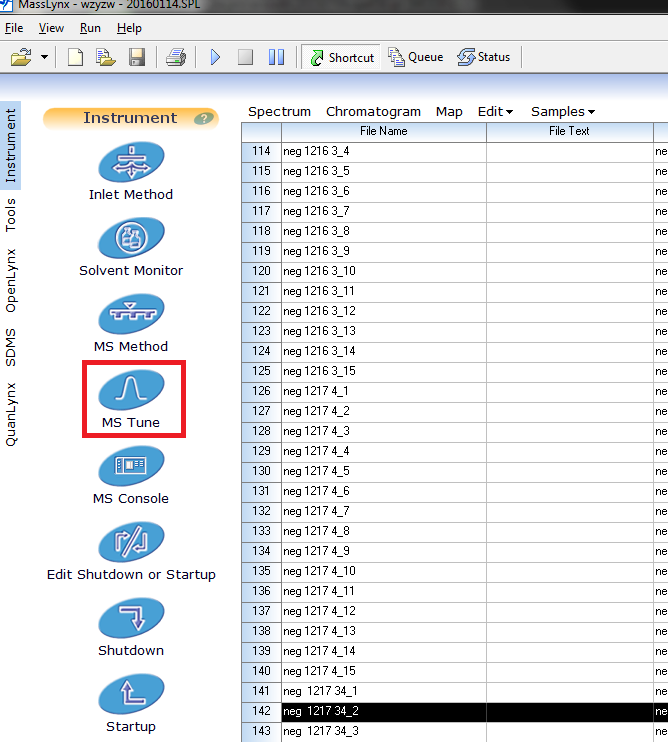 MassLynx - wzyzw - 20160114.SPL
File View Run Help
Shortcut Queue Status
Instrument ?
Spectrum Chromatogram Map Edit Samples
Instrument
Tools
OpenLynx
SDMS
QuanLynx
Inlet Method
Solvent Monitor
MS Method
MS Tune
MS Console
Edit Shutdown or Startup
Shutdown
Startup
File Name File Text
114 neg 1216 3_4 ne
115 neg 1216 3_5 ne
116 neg 1216 3_6 ne
117 neg 1216 3_7 ne
118 neg 1216 3_8 ne
119 neg 1216 3_9 ne
120 neg 1216 3_10 ne
121 neg 1216 3_11 ne
122 neg 1216 3_12 ne
123 neg 1216 3_13 ne
124 neg 1216 3_14 ne
125 neg 1216 3_15 ne
126 neg 1217 4_1 ne
127 neg 1217 4_2 ne
128 neg 1217 4_3 ne
129 neg 1217 4_4 ne
130 neg 1217 4_5 ne
131 neg 1217 4_6 ne
132 neg 1217 4_7 ne
133 neg 1217 4_8 ne
134 neg 1217 4_9 ne
135 neg 1217 4_10 ne
136 neg 1217 4_11 ne
137 neg 1217 4_12 ne
138 neg 1217 4_13 ne
139 neg 1217 4_14 ne
140 neg 1217 4_15 ne
141 neg 1217 34_1 ne
142 neg 1217 34_2 ne
143 neg 1217 34_3 ne